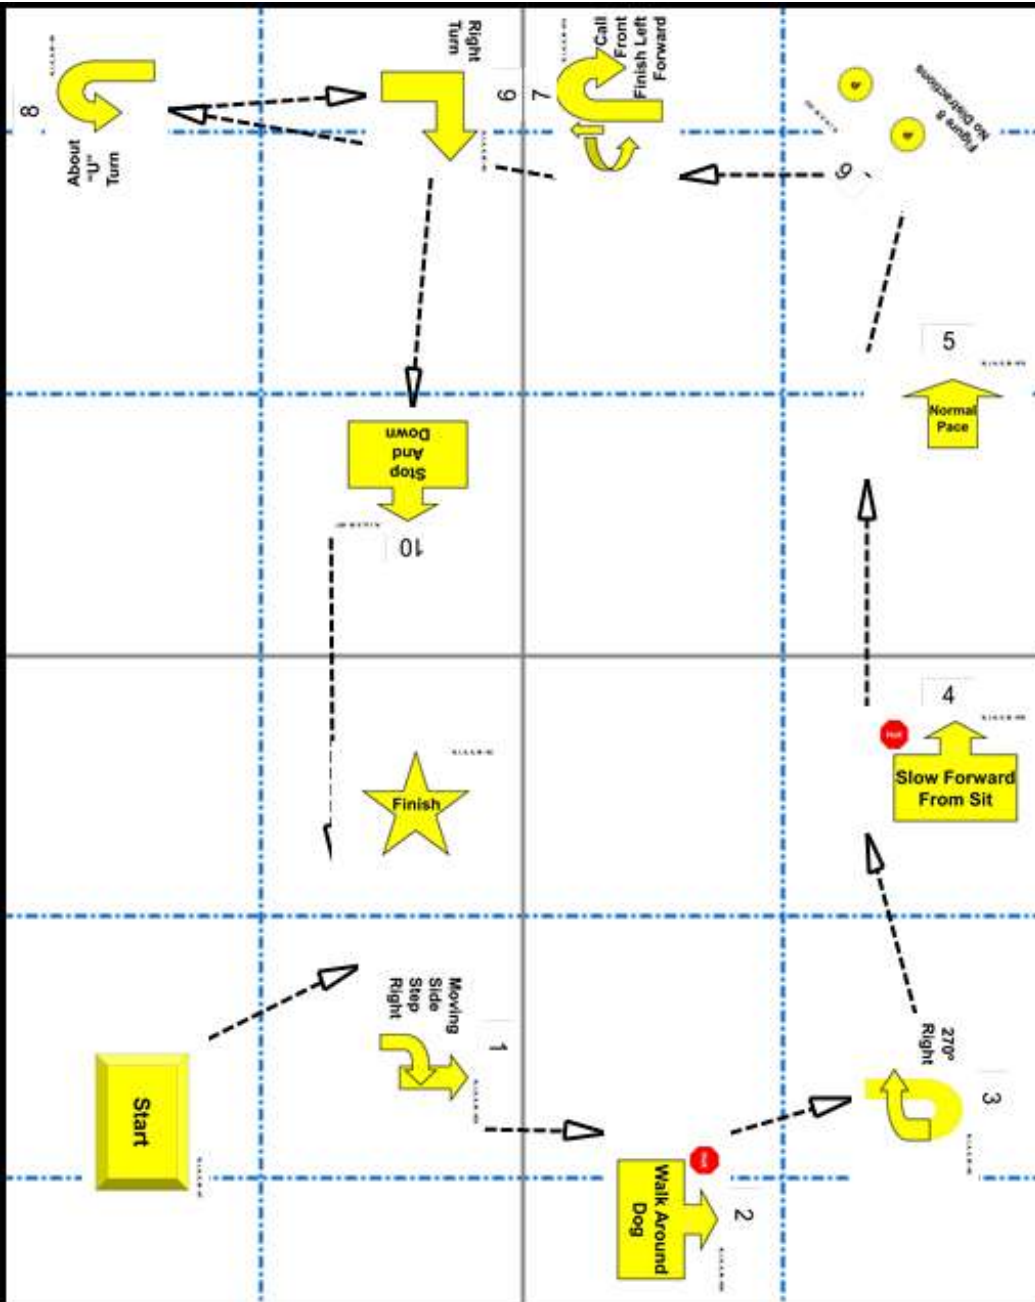 Start
Moving
Side
Step
Right
1
Halt
Walk Around
Dog
2
270°
Right
3
Halt
Slow Forward
From Sit
4
Normal
Pace
5
Figure 8
No Distractions
6
Call
Front
Finish Left
Forward
7
About
"U"
Turn
8
Right
Turn
9
Stop
And
Down
10
Finish